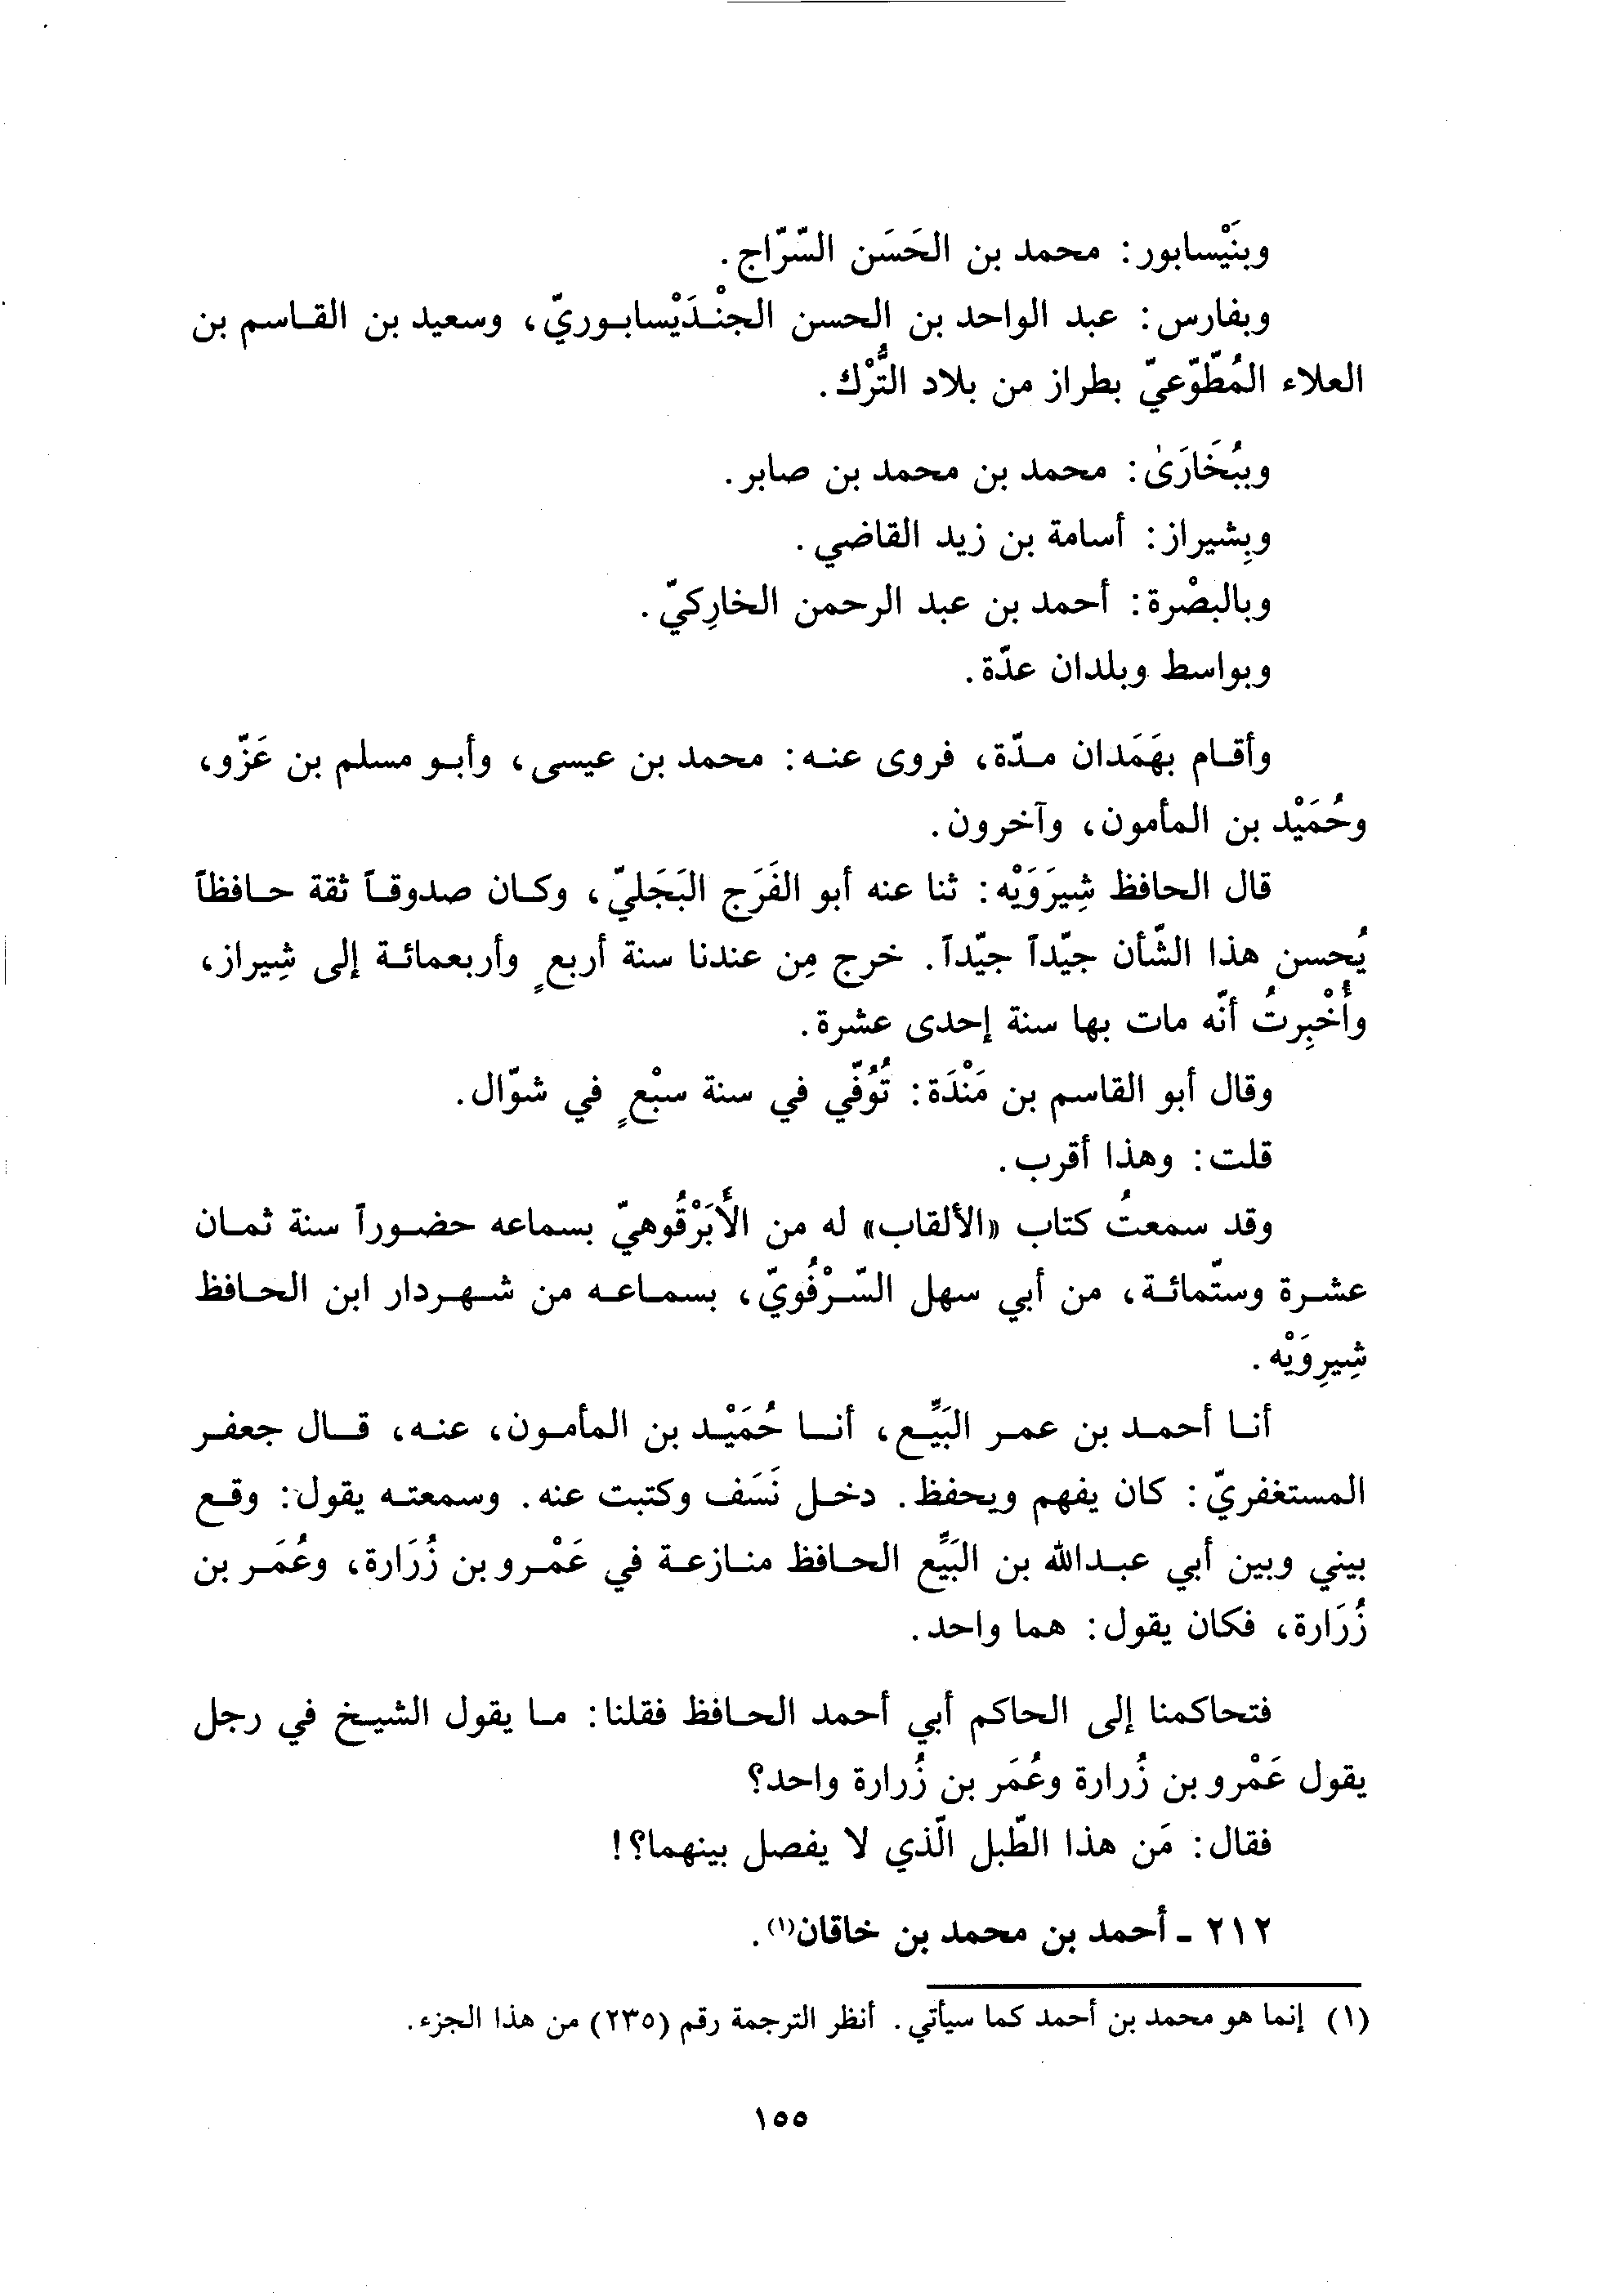 وبنَيْسابور: محمد بن الحَسَن السّرّاج.
وبفارس: عبد الواحد بن الحسن الجنْدَيْسابوريّ، وسعيد بن القاسم بن
العلاء المُطّوّعيّ بطراز من بلاد التُّرْك.
وببُخَارَىٰ: محمد بن محمد بن صابر.
وبِشيراز: أسامة بن زيد القاضي.
وبالبصْرة: أحمد بن عبد الرحمن الخارِكيّ.
وبواسط وبلدان عدّة.
وأقام بهَمَدان مدّة، فروى عنه: محمد بن عيسى، وأبو مسلم بن عَزّو،
وحُمَيْد بن المأمون، وآخرون.
قال الحافظ شِيرَوَيْه: ثنا عنه أبو الفَرَج البَجَليّ، وكان صدوقاً ثقة حافظاً
يُحسن هذا الشّأن جيّداً جيّداً. خرج مِن عندنا سنة أربعٍ وأربعمائة إلى شِيراز،
وأُخْبِرتُ أنّه مات بها سنة إحدى عشرة.
وقال أبو القاسم بن مَنْدَة: تُوُفّي في سنة سبْعٍ في شوّال.
قلت: وهذا أقرب.
وقد سمعتُ كتاب «الألقاب» له من الأَبَرْقُوهيّ بسماعه حضوراً سنة ثمان
عشرة وستّمائة، من أبي سهل السّرْفُويّ، بسماعه من شهردار ابن الحافظ
شِيرِوَيْه.
أنا أحمد بن عمر البَيِّع، أنا حُمَيْد بن المأمون، عنه، قال جعفر
المستغفريّ: كان يفهم ويحفظ. دخل نَسَف وكتبت عنه. وسمعته يقول: وقع
بيني وبين أبي عبدالله بن البَيِّع الحافظ منازعة في عَمْرو بن زُرَارة، وعُمَر بن
زُرَارة، فكان يقول: هما واحد.
فتحاكمنا إلى الحاكم أبي أحمد الحافظ فقلنا: ما يقول الشيخ في رجل
يقول عَمْرو بن زُرارة وعُمَر بن زُرارة واحد؟
فقال: مَن هذا الطّبل الّذي لا يفصل بينهما؟!
٢١٢ - أحمد بن محمد بن خاقان(١).
(١) إنما هو محمد بن أحمد كما سيأتي. أنظر الترجمة رقم (٢٣٥) من هذا الجزء.
١٥٥